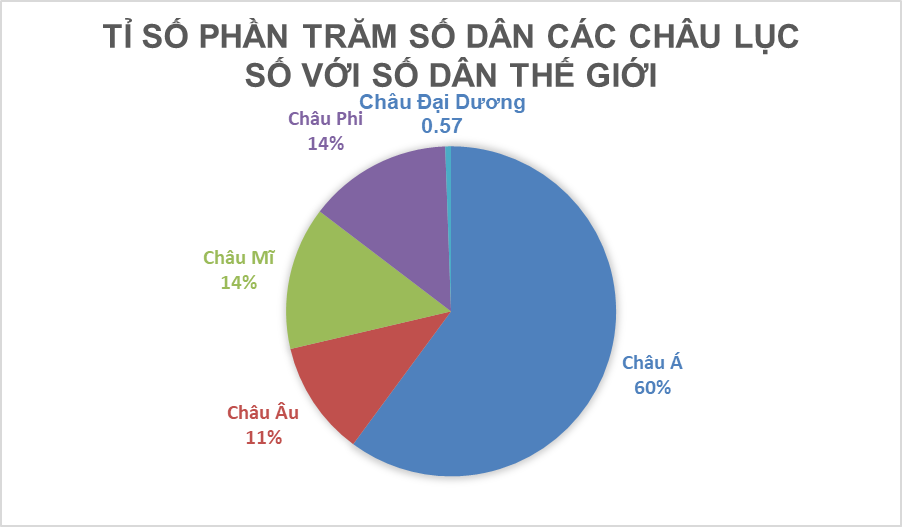 TỈ SỐ PHẦN TRĂM SỐ DÂN CÁC CHÂU LỤC
SỐ VỚI SỐ DÂN THẾ GIỚI
Châu Đại Dương
0.57
Châu Phi
14%
Châu Mĩ
14%
Châu Á
60%
Châu Âu
11%